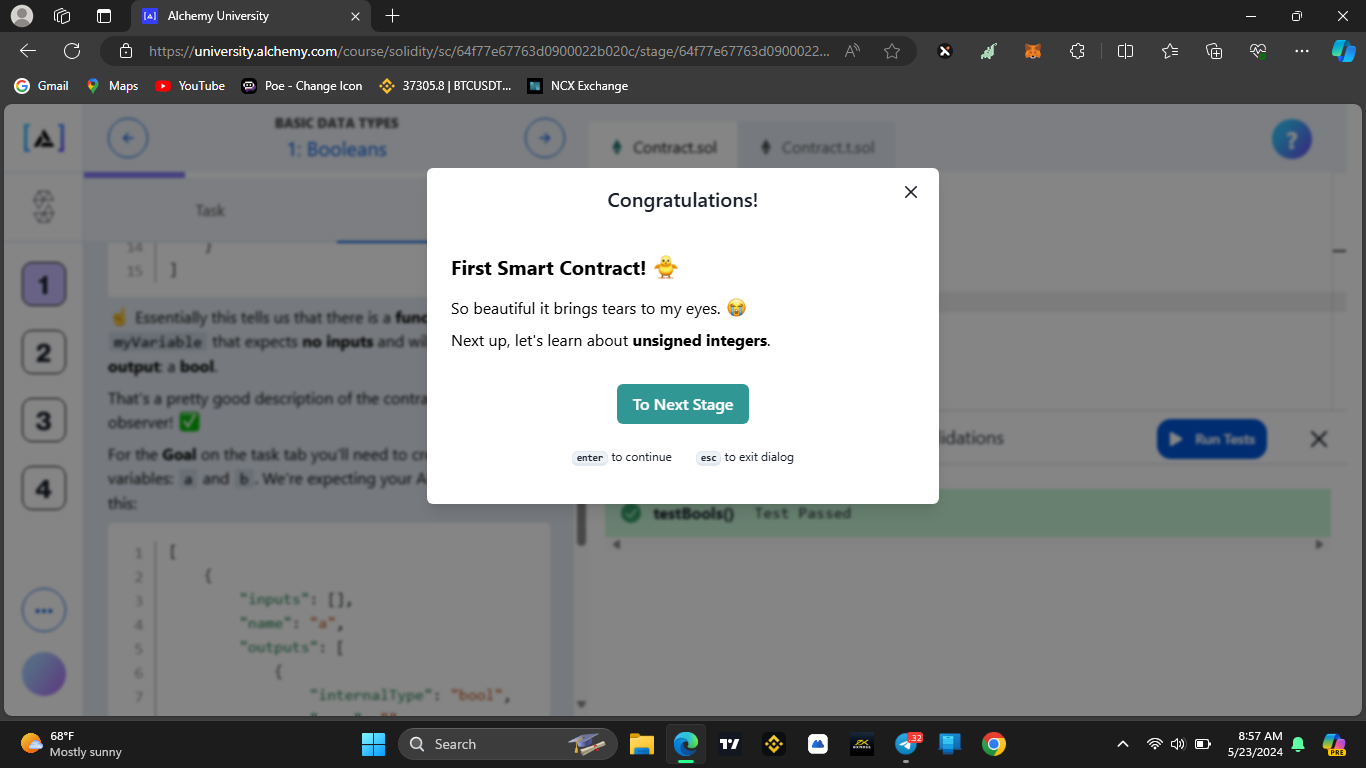 Alchemy University
https://university.alchemy.com/course/solidity/sc/64f77e67763d0900022b020c/stage/64f77e67763d0900022...
Gmail
Maps
YouTube
Poe - Change Icon
37305.8 | BTCUSDT...
NCX Exchange
BASIC DATA TYPES
1: Booleans
Contract.sol
Contract.t.sol
?
Task
1
2
3
4
14 }
15 ]
Essentially this tells us that there is a
myVariable that expects no inputs and
output: a bool.
That's a pretty good description of the
observer! ✅
For the Goal on the task tab you'll need to
variables: a and b. We're expecting your
this:
1 [
2 {
3 "inputs": [],
4 "name": "a",
5 "outputs": [
6 {
7 "internalType": "bool",
Congratulations!
First Smart Contract! 🐥
So beautiful it brings tears to my eyes. 😭
Next up, let's learn about unsigned integers.
To Next Stage
enter to continue
esc to exit dialog
Run Tests
testBools() Test Passed
68°F
Mostly sunny
Search
32
8:57 AM
5/23/2024
PRE